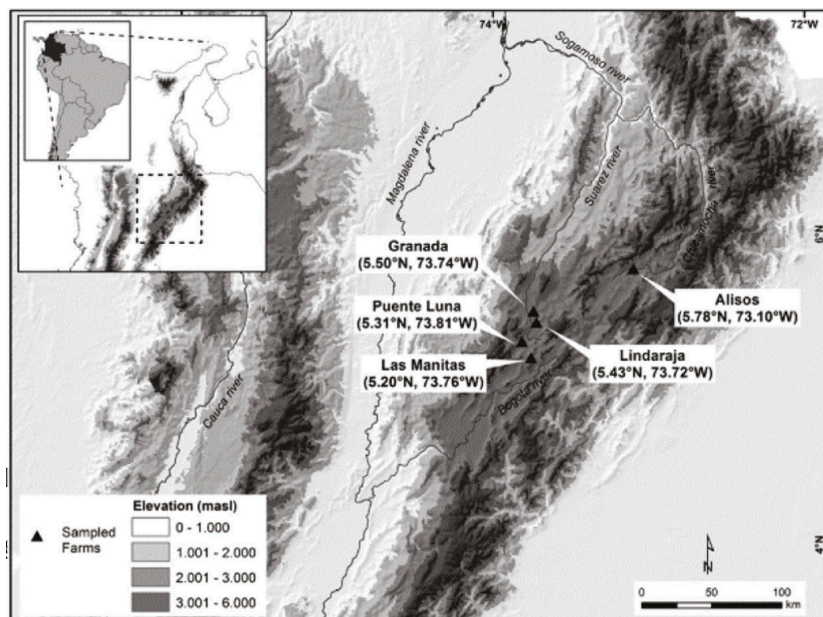 74°W
72°W
Sogamoso river
Magdalena river
Suarez river
Chicamocha river
6°N
Granada
(5.50°N, 73.74°W)
Alisos
(5.78°N, 73.10°W)
Puente Luna
(5.31°N, 73.81°W)
Lindaraja
(5.43°N, 73.72°W)
Las Manitas
(5.20°N, 73.76°W)
Bogotá river
Cauca river
Elevation (masl)
Sampled
Farms
0 - 1.000
1.001 - 2.000
2.001 - 3.000
3.001 - 6.000
4°N
N
0 25 50 100
km